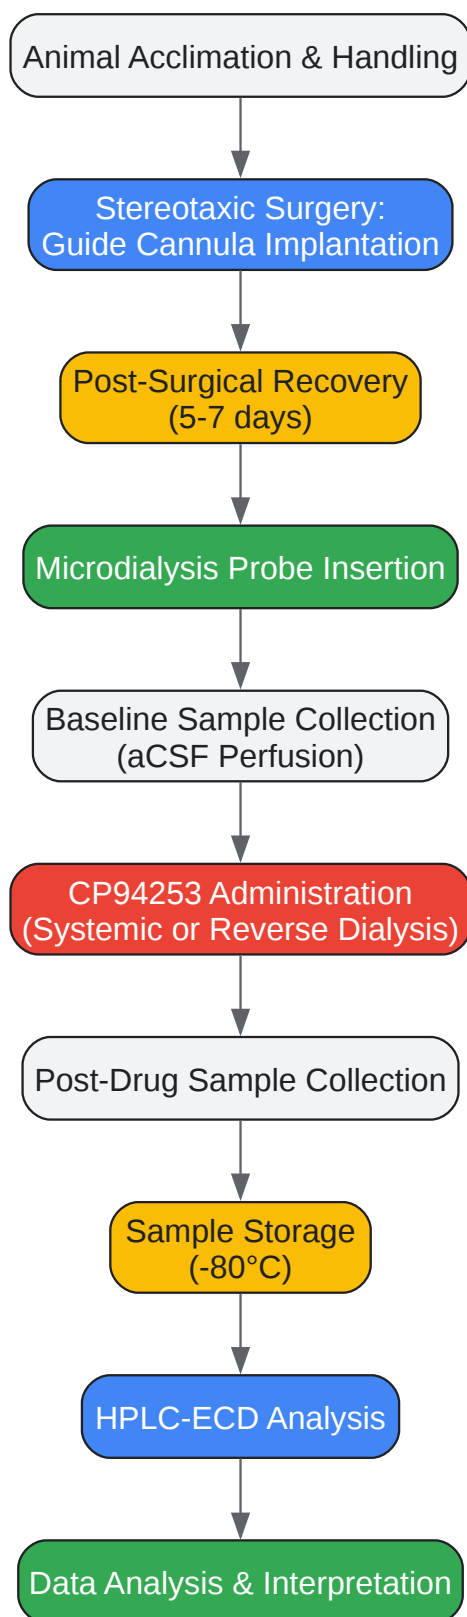 Animal Acclimation & Handling
Stereotaxic Surgery:
Guide Cannula Implantation
Post-Surgical Recovery
(5-7 days)
Microdialysis Probe Insertion
Baseline Sample Collection
(aCSF Perfusion)
CP94253 Administration
(Systemic or Reverse Dialysis)
Post-Drug Sample Collection
Sample Storage
(-80°C)
HPLC-ECD Analysis
Data Analysis & Interpretation